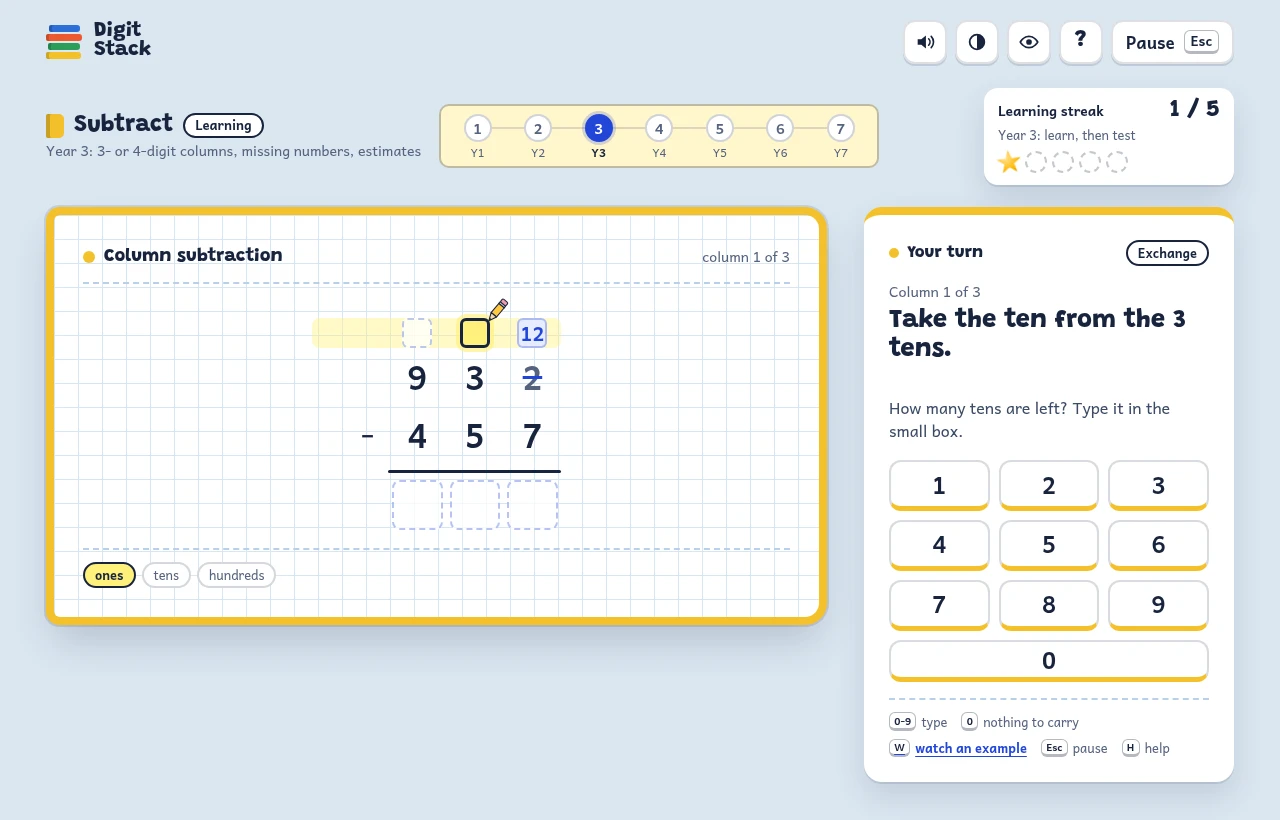 Digit
Stack
?
Pause Esc
Subtract Learning
Year 3: 3- or 4-digit columns, missing numbers, estimates
1 2 3 4 5 6 7
Y1 Y2 Y3 Y4 Y5 Y6 Y7
Learning streak 1 / 5
Year 3: learn, then test
Column subtraction
column 1 of 3
12
9 3 2
- 4 5 7
ones tens hundreds
Your turn
Exchange
Column 1 of 3
Take the ten from the 3
tens.
How many tens are left? Type it in the
small box.
1 2 3
4 5 6
7 8 9
0
0-9 type 0 nothing to carry
W watch an example Esc pause H help